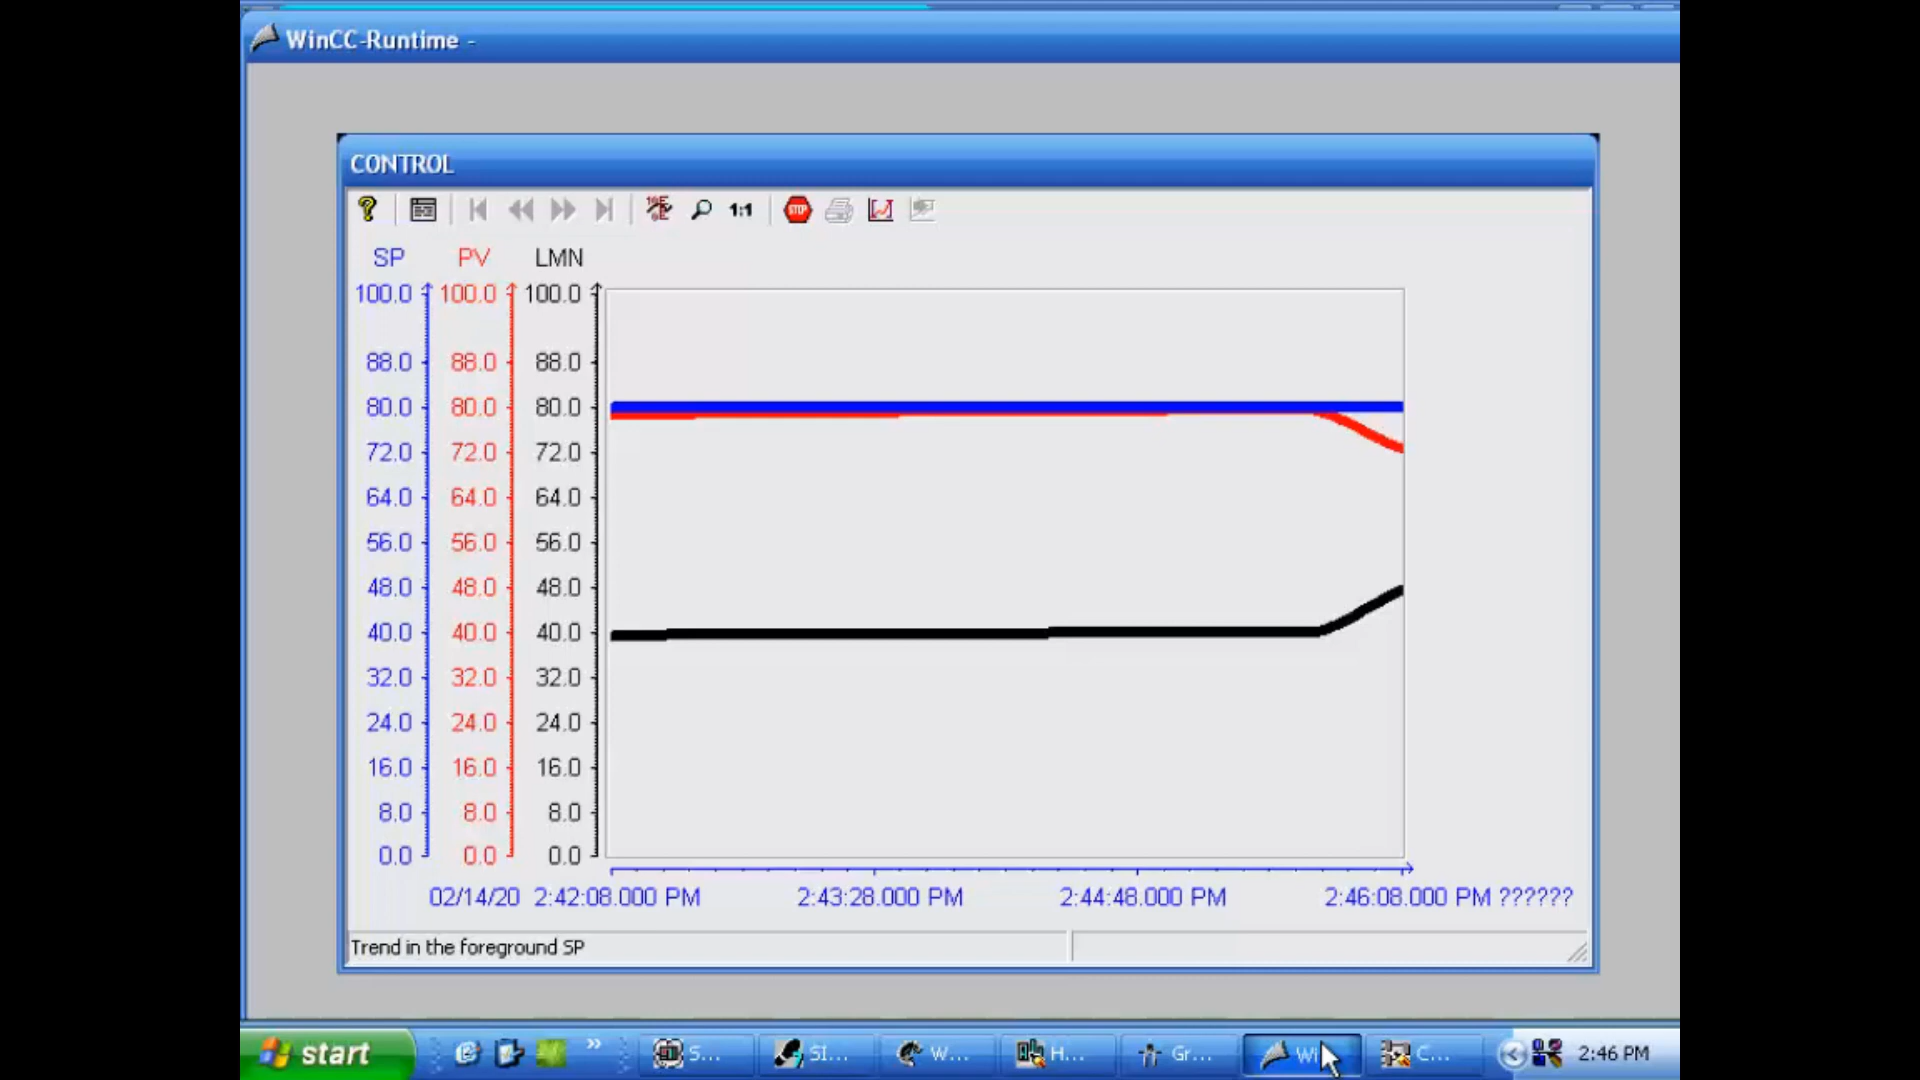 WinCC-Runtime -
CONTROL
1:1
STOP
SP PV LMN
100.0 100.0 100.0
88.0 88.0 88.0
80.0 80.0 80.0
72.0 72.0 72.0
64.0 64.0 64.0
56.0 56.0 56.0
48.0 48.0 48.0
40.0 40.0 40.0
32.0 32.0 32.0
24.0 24.0 24.0
16.0 16.0 16.0
8.0 8.0 8.0
0.0 0.0 0.0
02/14/20 2:42:08.000 PM 2:43:28.000 PM 2:44:48.000 PM 2:46:08.000 PM ??????
Trend in the foreground SP
start S... SI... W... H... Gr... Wi C... 2:46 PM